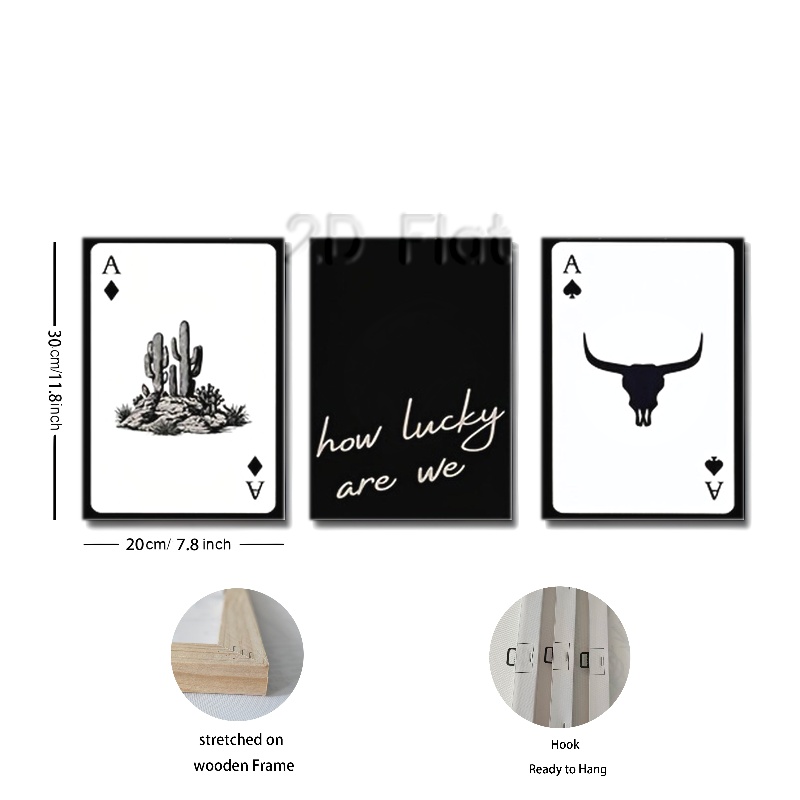 2D Flat
A
A
30cm/11.8inch
how lucky
are we
A
A
20cm/ 7.8 inch
stretched on
wooden Frame
Hook
Ready to Hang